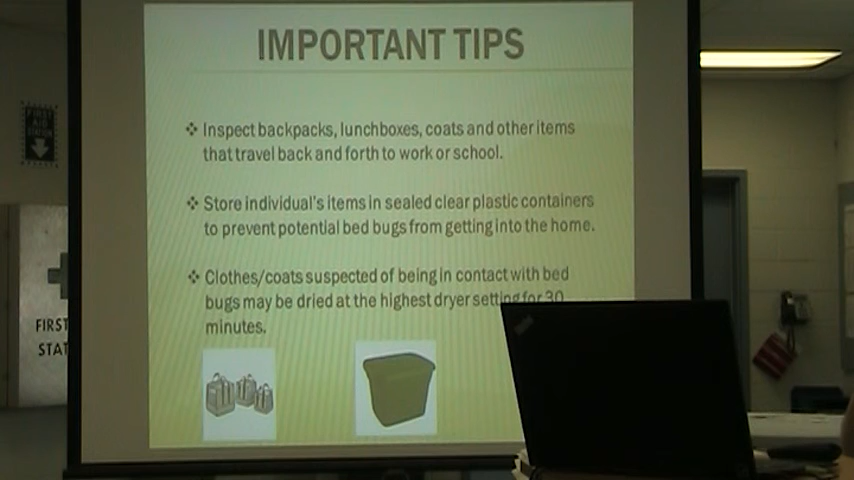 IMPORTANT TIPS
❖ Inspect backpacks, lunchboxes, coats and other items
that travel back and forth to work or school.
❖ Store individual's items in sealed clear plastic containers
to prevent potential bed bugs from getting into the home.
❖ Clothes/coats suspected of being in contact with bed
bugs may be dried at the highest dryer setting for 30
minutes.
FIRST
AID
STATION
FIRST
STAT